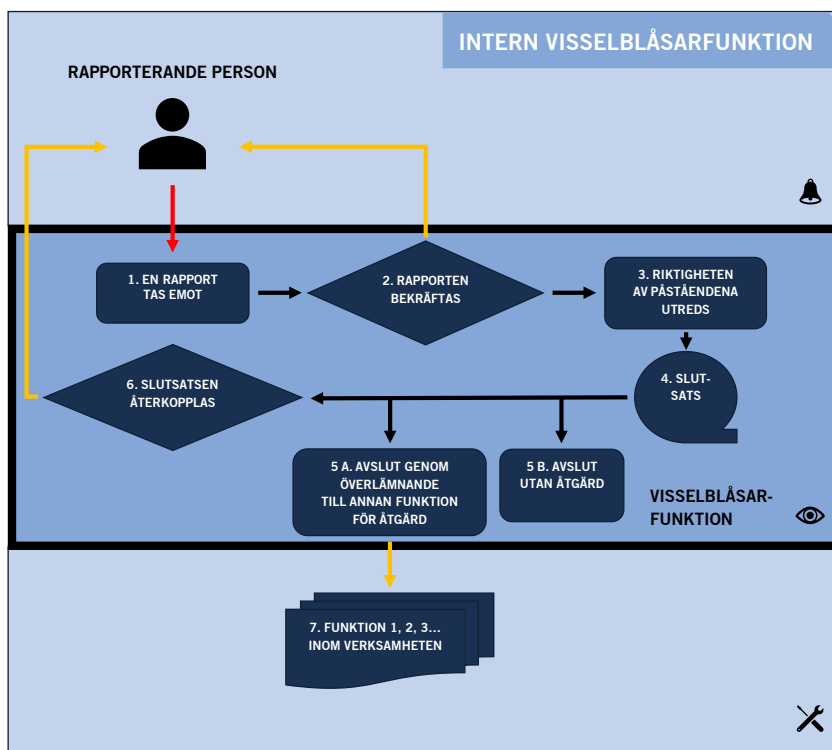 INTERN VISSELBLÅSARFUNKTION
RAPPORTERANDE PERSON
1. EN RAPPORT
TAS EMOT
2. RAPPORTEN
BEKRÄFTAS
3. RIKTIGHETEN
AV PÅSTÅENDENA
UTREDS
4. SLUT-
SATS
6. SLUTSATSEN
ÅTERKOPPLAS
5 A. AVSLUT GENOM
ÖVERLÄMNANDE
TILL ANNAN FUNKTION
FÖR ÅTGÄRD
5 B. AVSLUT
UTAN ÅTGÄRD
VISSELBLÅSAR-
FUNKTION
7. FUNKTION 1, 2, 3...
INOM VERKSAMHETEN